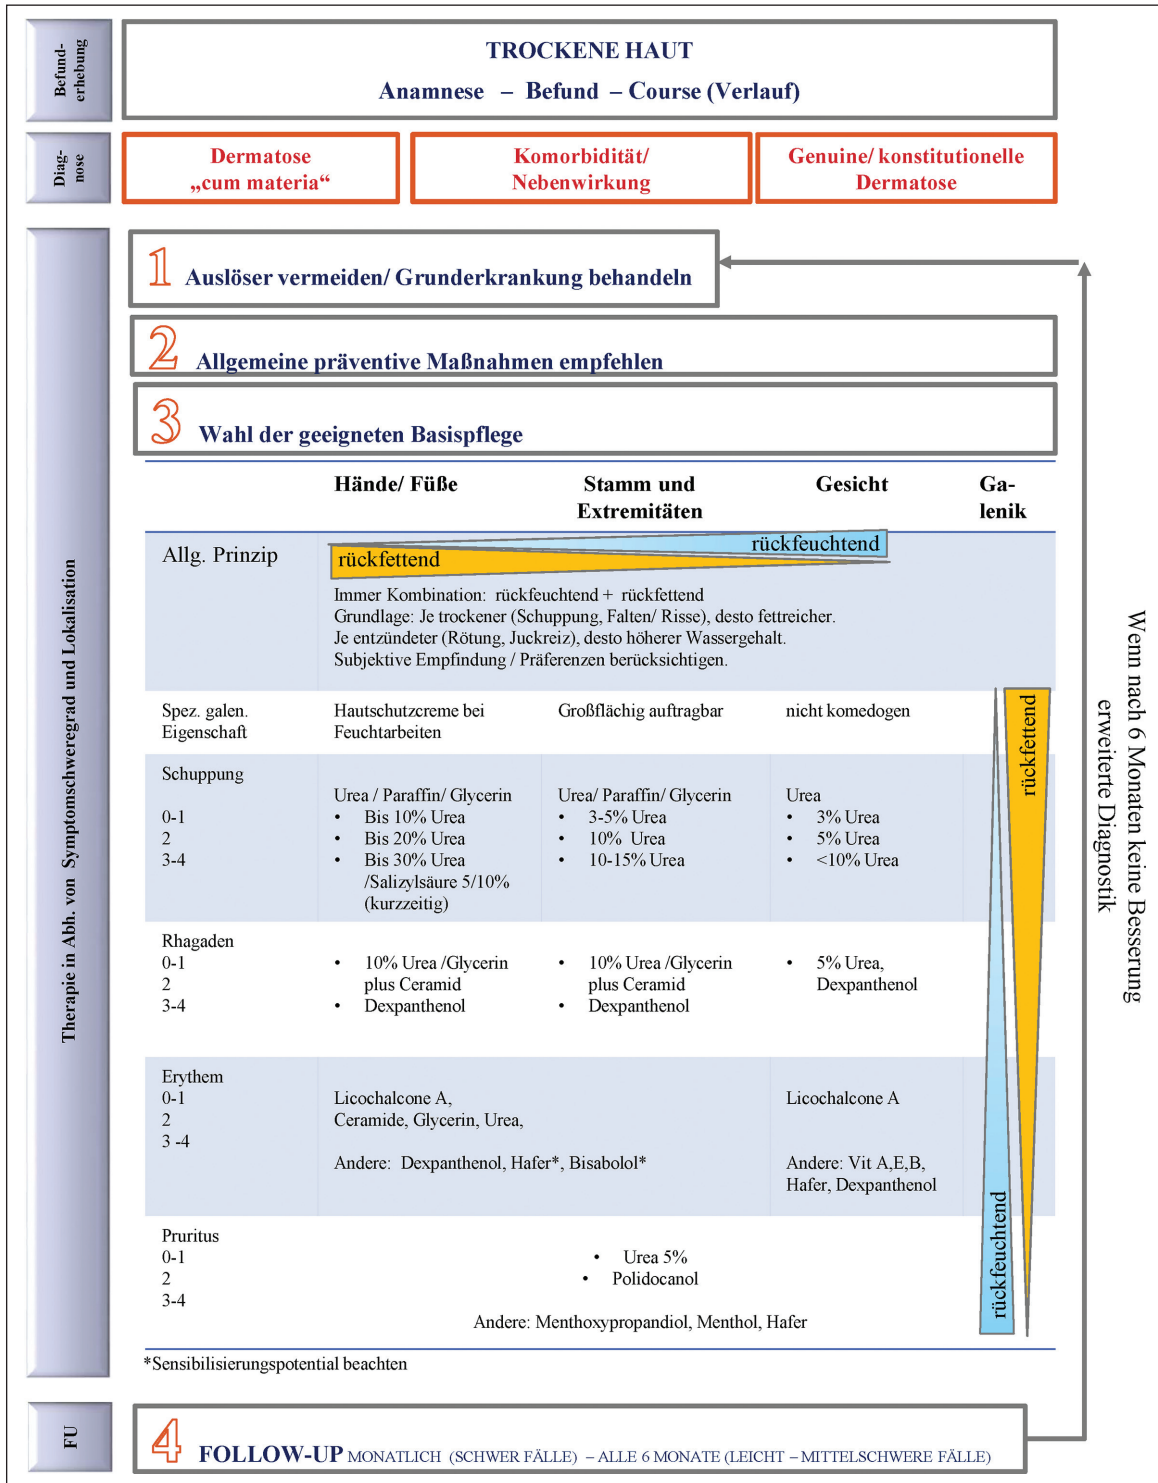 Befund-
erhebung
TROCKENE HAUT
Anamnese – Befund – Course (Verlauf)
Diag-
nose
Dermatose
„cum materia“
Komorbidität/
Nebenwirkung
Genuine/ konstitutionelle
Dermatose
Therapie in Abh. von Symptomschweregrad und Lokalisation
1 Auslöser vermeiden/ Grunderkrankung behandeln
2 Allgemeine präventive Maßnahmen empfehlen
3 Wahl der geeigneten Basispflege
Hände/ Füße
Stamm und
Extremitäten
Gesicht
Ga-
lenik
Allg. Prinzip
rückfettend
rückfeuchtend
Immer Kombination: rückfeuchtend + rückfettend
Grundlage: Je trockener (Schuppung, Falten/ Risse), desto fettreicher.
Je entzündeter (Rötung, Juckreiz), desto höherer Wassergehalt.
Subjektive Empfindung / Präferenzen berücksichtigen.
Spez. galen.
Eigenschaft
Hautschutzcreme bei
Feuchtarbeiten
Großflächig auftragbar
nicht komedogen
rückfettend
Schuppung
0-1
2
3-4
Urea / Paraffin/ Glycerin
• Bis 10% Urea
• Bis 20% Urea
• Bis 30% Urea
/Salizylsäure 5/10%
(kurzzeitig)
Urea/ Paraffin/ Glycerin
• 3-5% Urea
• 10% Urea
• 10-15% Urea
Urea
• 3% Urea
• 5% Urea
• <10% Urea
Rhagaden
0-1
2
3-4
• 10% Urea /Glycerin
plus Ceramid
• Dexpanthenol
• 10% Urea /Glycerin
plus Ceramid
• Dexpanthenol
• 5% Urea,
Dexpanthenol
Erythem
0-1
2
3 -4
Licochalcone A,
Ceramide, Glycerin, Urea,
Andere: Dexpanthenol, Hafer*, Bisabolol*
Licochalcone A
Andere: Vit A,E,B,
Hafer, Dexpanthenol
rückfeuchtend
Pruritus
0-1
2
3-4
• Urea 5%
• Polidocanol
Andere: Menthoxypropandiol, Menthol, Hafer
*Sensibilisierungspotential beachten
Wenn nach 6 Monaten keine Besserung
erweiterte Diagnostik
FU
4 FOLLOW-UP MONATLICH (SCHWER FÄLLE) – ALLE 6 MONATE (LEICHT – MITTELSCHWERE FÄLLE)